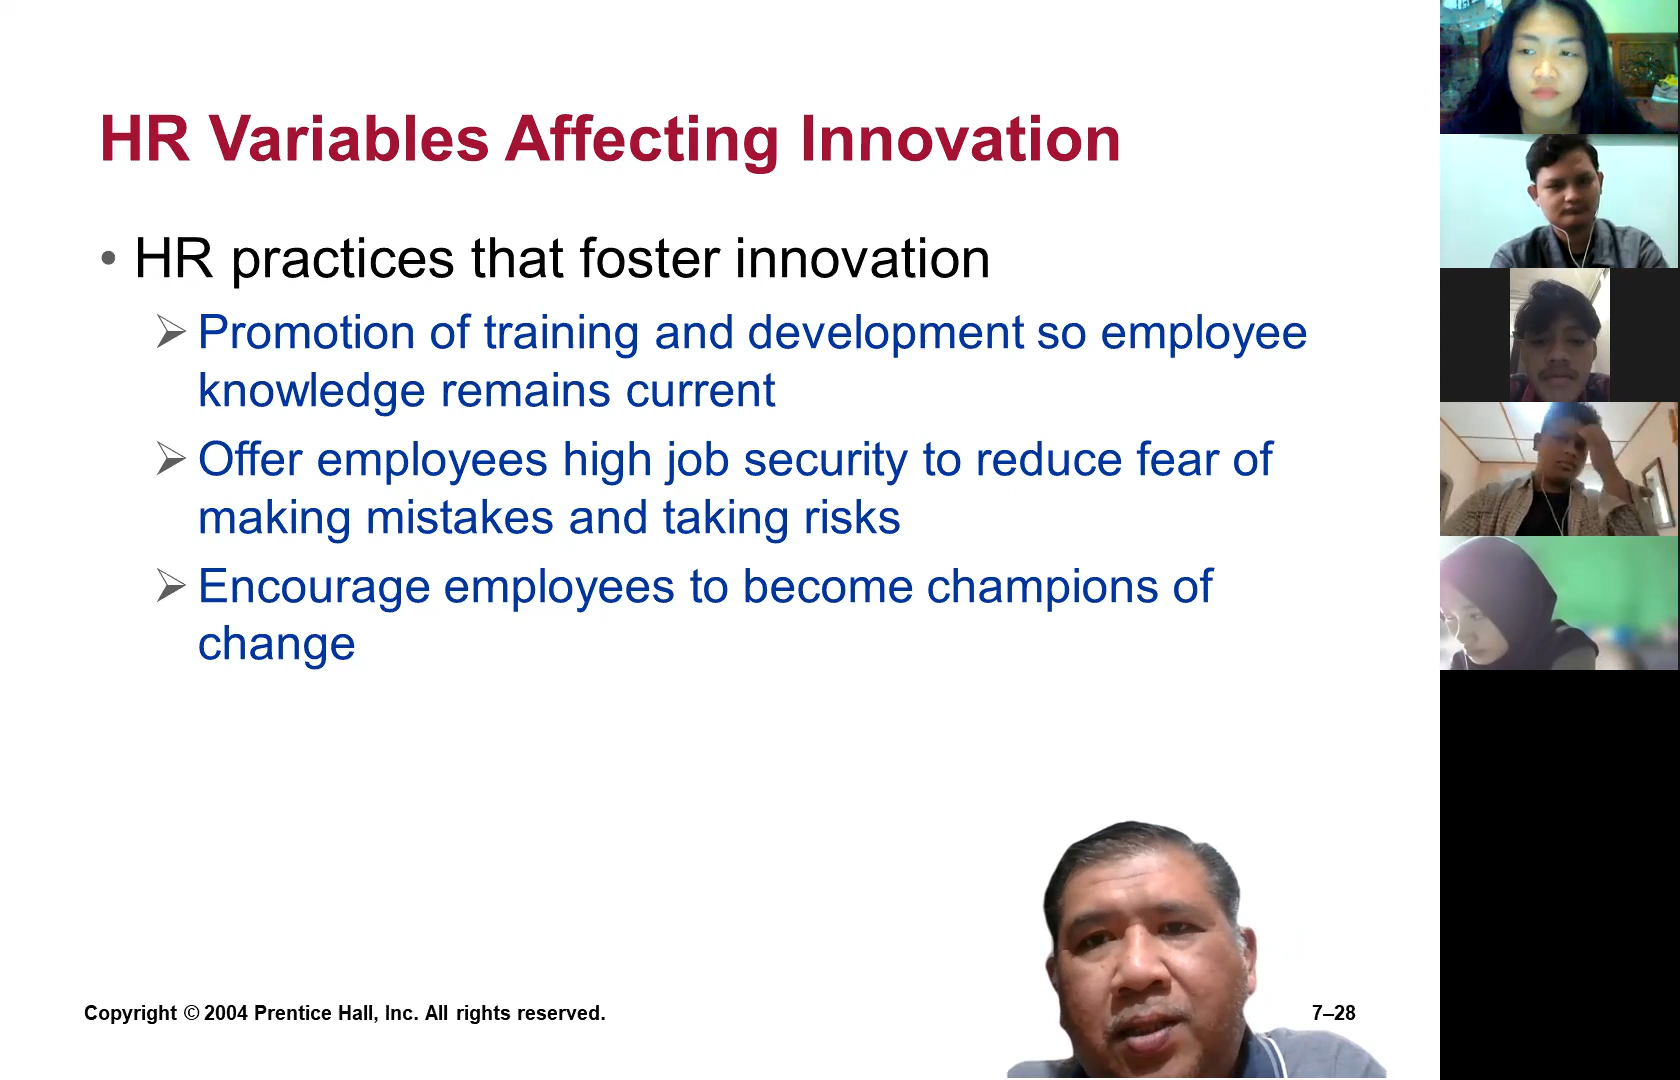 HR Variables Affecting Innovation
• HR practices that foster innovation
➢ Promotion of training and development so employee
knowledge remains current
➢ Offer employees high job security to reduce fear of
making mistakes and taking risks
➢ Encourage employees to become champions of
change
Copyright © 2004 Prentice Hall, Inc. All rights reserved.
7–28